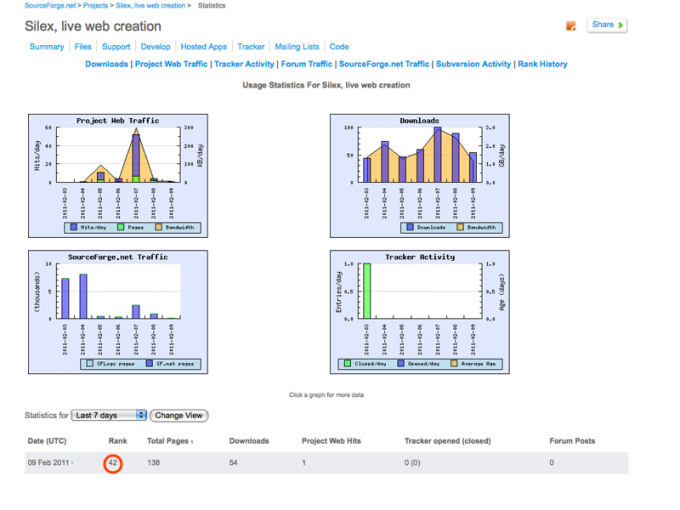 SourceForge.net > Projects > Silex, live web creation > Statistics
Silex, live web creation
Share >
Summary Files Support Develop Hosted Apps Tracker Mailing Lists Code
Downloads | Project Web Traffic | Tracker Activity | Forum Traffic | SourceForge.net Traffic | Subversion Activity | Rank History
Usage Statistics For Silex, live web creation
Project Web Traffic
60 40 20 0
Hits/day
300 200 100 0
KB/day
2011-02-03 2011-02-04 2011-02-05 2011-02-06 2011-02-07 2011-02-08 2011-02-09
Hits/day Pages Bandwidth
Downloads
100 50 0
3.0 2.0 1.0 0.0
GB/day
2011-02-03 2011-02-04 2011-02-05 2011-02-06 2011-02-07 2011-02-08 2011-02-09
Downloads Bandwidth
SourceForge.net Traffic
10 5 0
(thousands)
2011-02-03 2011-02-04 2011-02-05 2011-02-06 2011-02-07 2011-02-08 2011-02-09
SFLogo pages SF.net pages
Tracker Activity
1.0 0.5 0.0
Entries/day
1.0 0.5 0.0
Age (days)
2011-02-03 2011-02-04 2011-02-05 2011-02-06 2011-02-07 2011-02-08 2011-02-09
Closed/day Opened/day Average Age
Click a graph for more data
Statistics for Last 7 days Change View
Date (UTC) Rank Total Pages Downloads Project Web Hits Tracker opened (closed) Forum Posts
09 Feb 2011 42 138 54 1 0 (0) 0